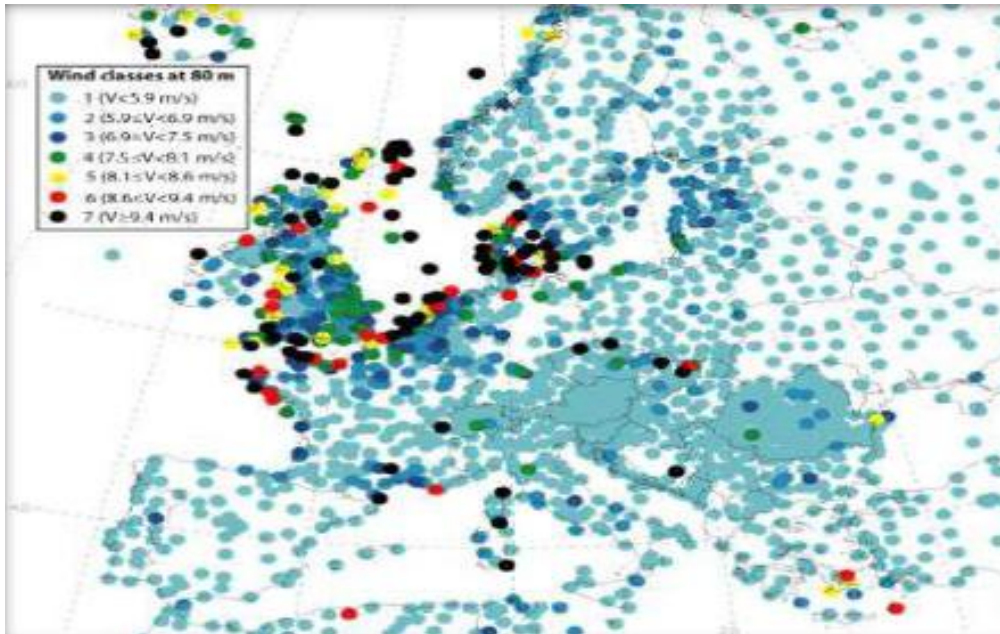 Wind classes at 80 m
1 (V<5.9 m/s)
2 (5.9≤V<6.9 m/s)
3 (6.9≤V<7.5 m/s)
4 (7.5≤V<8.1 m/s)
5 (8.1≤V<8.6 m/s)
6 (8.6≤V<9.4 m/s)
7 (V≥9.4 m/s)